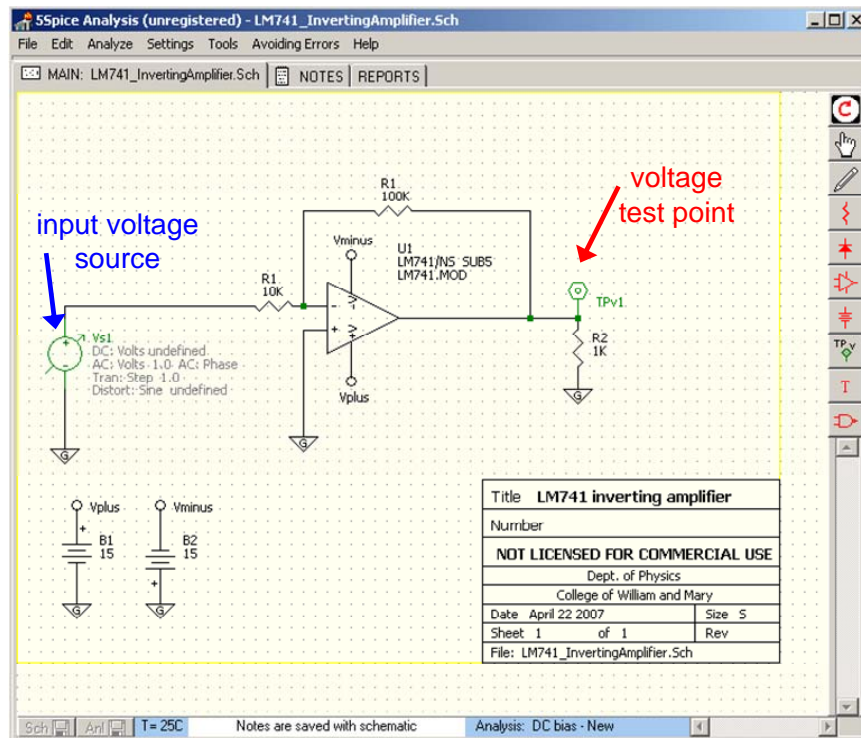 5Spice Analysis (unregistered) - LM741_InvertingAmplifier.Sch
File Edit Analyze Settings Tools Avoiding Errors Help
MAIN: LM741_InvertingAmplifier.Sch NOTES REPORTS
R1
100K
voltage
test point
input voltage
source
Vminus
U1
LM741/NS SUB5
LM741.MOD
R1
10K
TPv1
Vs1
DC: Volts undefined
AC: Volts 1.0 AC: Phase
Tran: Step 1.0
Distort: Sine undefined
R2
1K
Vplus
G
G
G
TP V
T
Vplus
Vminus
B1
15
B2
15
G
G
Title LM741 inverting amplifier
Number
NOT LICENSED FOR COMMERCIAL USE
Dept. of Physics
College of William and Mary
Date April 22 2007 Size S
Sheet 1 of 1 Rev
File: LM741_InvertingAmplifier.Sch
Sch Anl T= 25C Notes are saved with schematic Analysis: DC bias - New